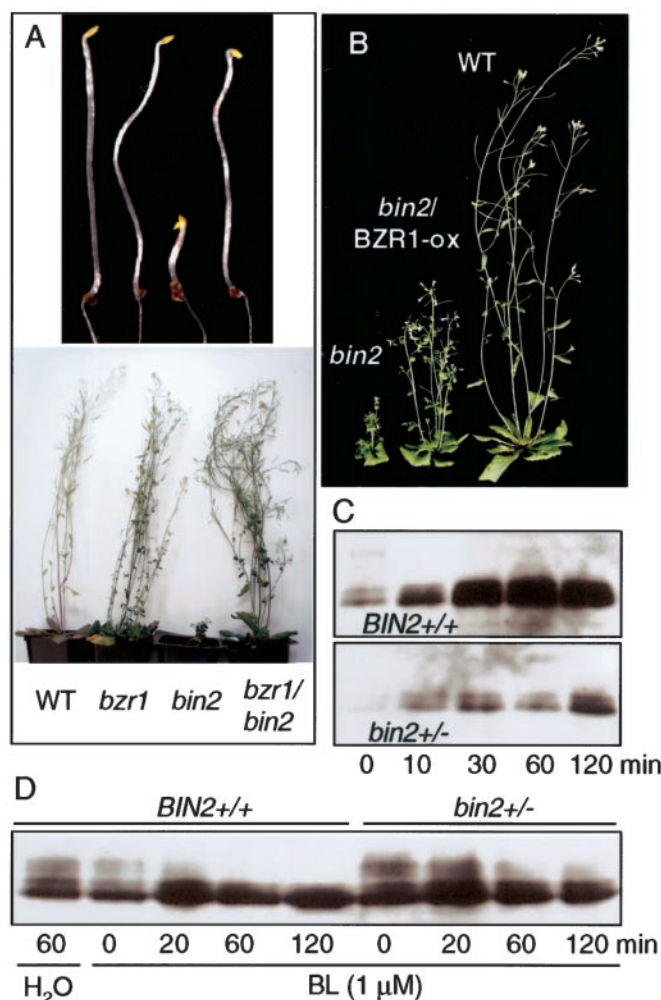 A
WT bzr1 bin2 bzr1/
bin2
B
WT
bin2/
BZR1-ox
bin2
C
BIN2+/+
bin2+/-
0 10 30 60 120 min
D
BIN2+/+ bin2+/-
60 0 20 60 120 0 20 60 120 min
H₂O BL (1 μM)